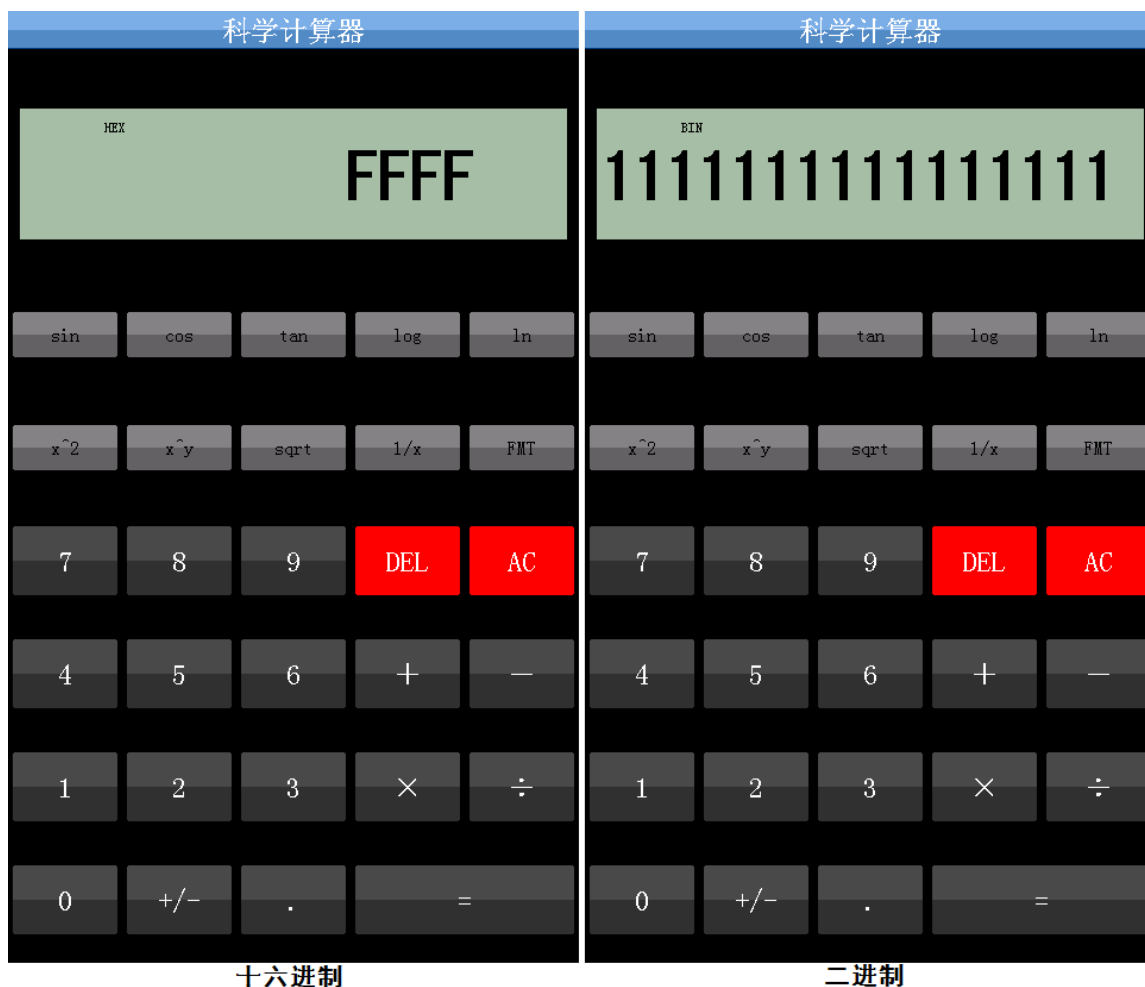 科学计算器
HEX
FFFF
sin cos tan log ln
x^2 x^y sqrt 1/x FMT
7 8 9 DEL AC
4 5 6 + −
1 2 3 × ÷
0 +/- . =
十六进制
科学计算器
BIN
1111111111111111
sin cos tan log ln
x^2 x^y sqrt 1/x FMT
7 8 9 DEL AC
4 5 6 + −
1 2 3 × ÷
0 +/- . =
二进制